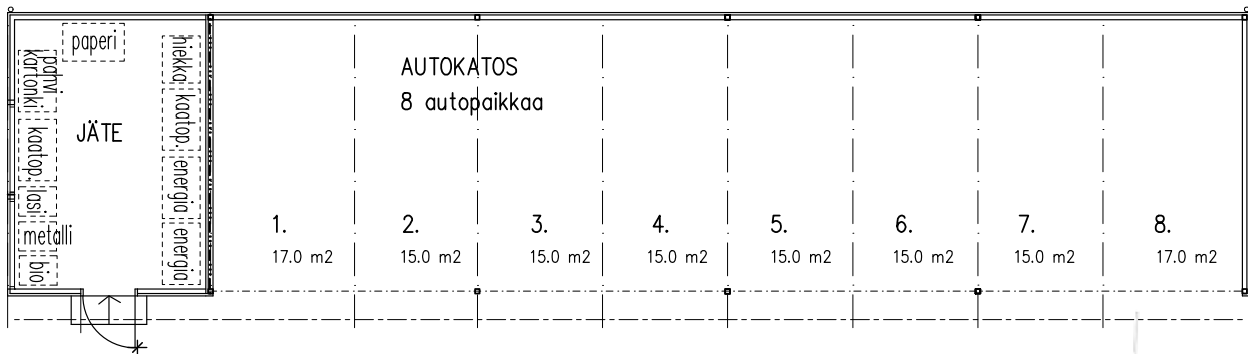 paperi
pahvi
kartonki
kaatop.
lasi
metalli
bio
JÄTE
hiekka
kaatop.
energia
energia
AUTOKATOS
8 autopaikkaa
1.
17.0 m2
2.
15.0 m2
3.
15.0 m2
4.
15.0 m2
5.
15.0 m2
6.
15.0 m2
7.
15.0 m2
8.
17.0 m2